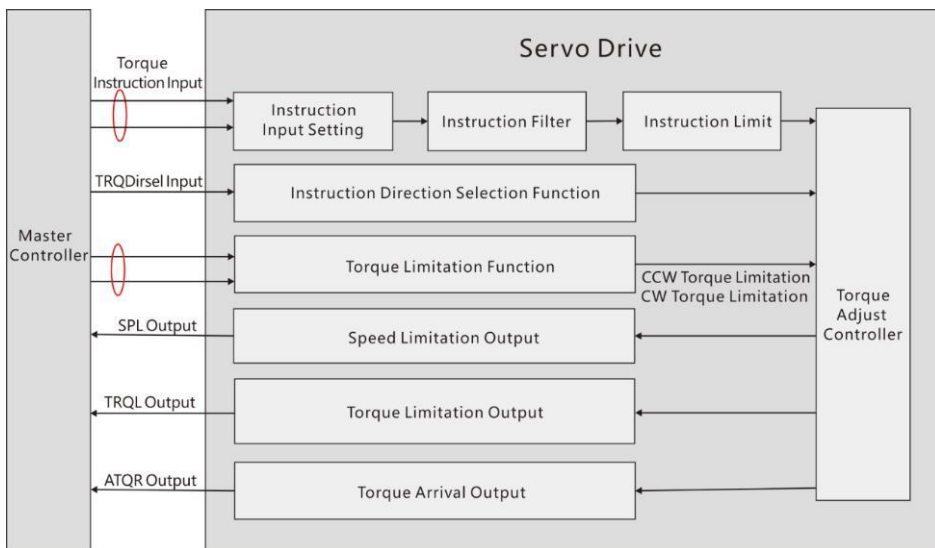 Servo Drive
Torque
Instruction Input
Instruction
Input Setting
Instruction Filter
Instruction Limit
TRQDirsel Input
Instruction Direction Selection Function
Master
Controller
Torque Limitation Function
CCW Torque Limitation
CW Torque Limitation
Torque
Adjust
Controller
SPL Output
Speed Limitation Output
TRQL Output
Torque Limitation Output
ATQR Output
Torque Arrival Output